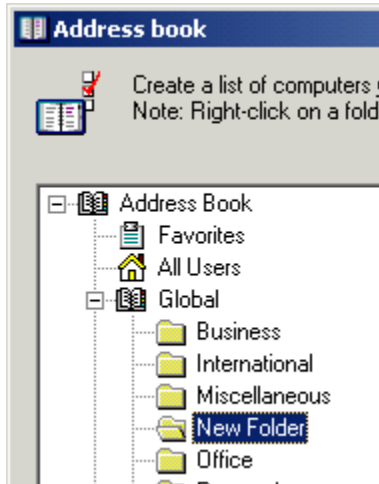 Address book
Create a list of computers
Note: Right-click on a fold
Address Book
Favorites
All Users
Global
Business
International
Miscellaneous
New Folder
Office